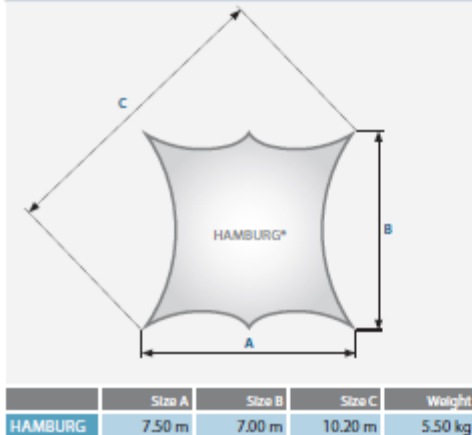 C
HAMBURG®
B
A
Size A Size B Size C Weight
HAMBURG 7.50 m 7.00 m 10.20 m 5.50 kg